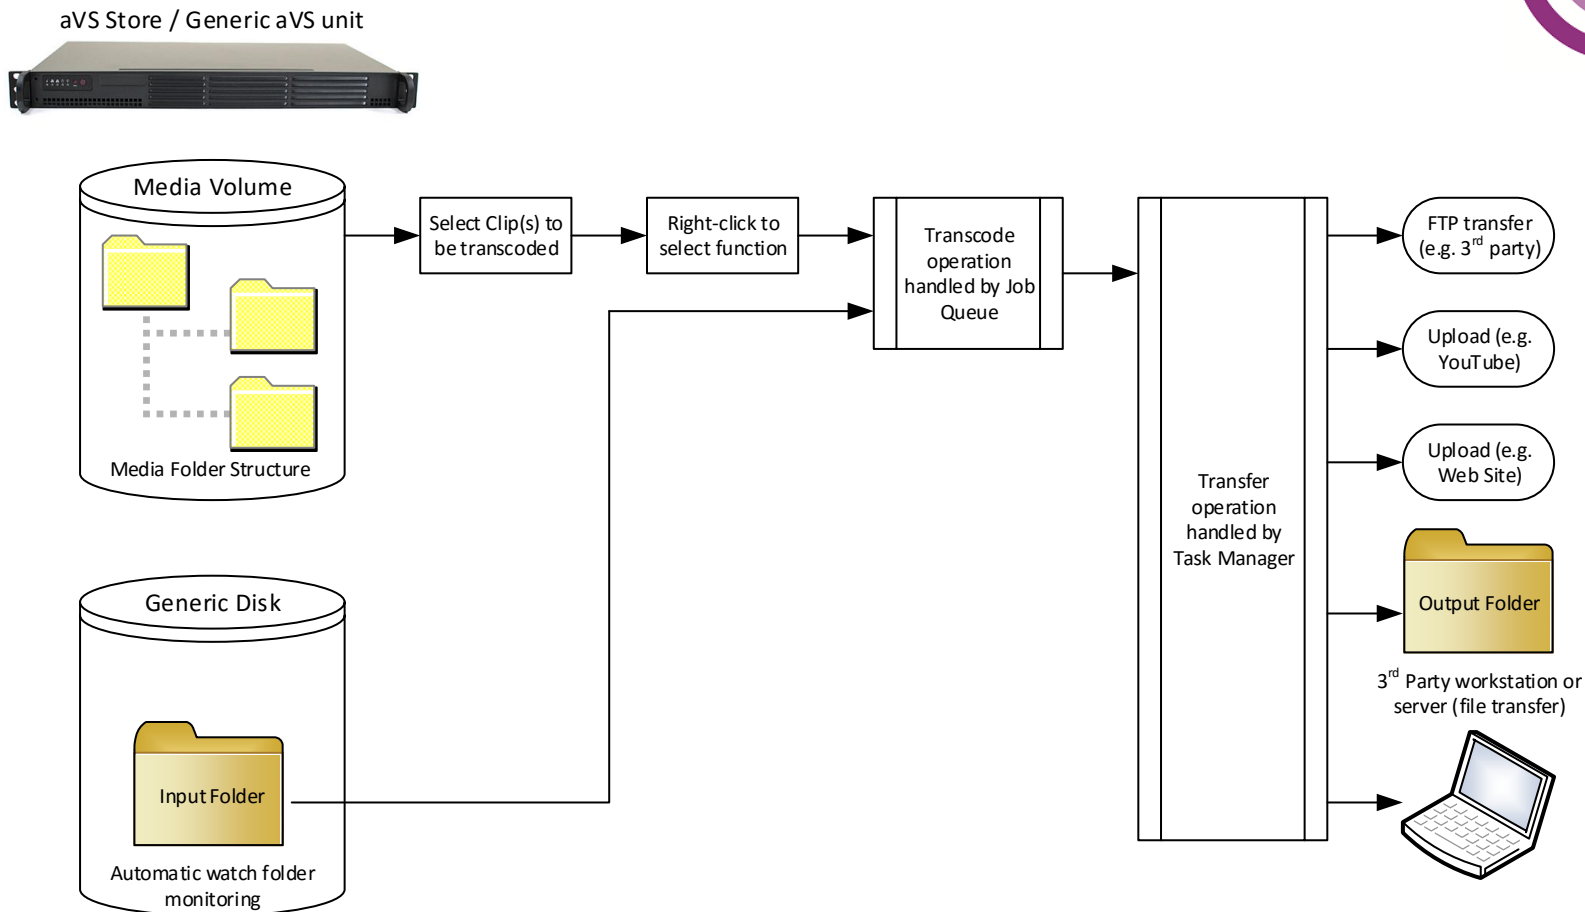 aVS Store / Generic aVS unit
Media Volume
Media Folder Structure
Select Clip(s) to
be transcoded
Right-click to
select function
Transcode
operation
handled by Job
Queue
Transfer
operation
handled by
Task Manager
FTP transfer
(e.g. 3rd party)
Upload (e.g.
YouTube)
Upload (e.g.
Web Site)
Output Folder
3rd Party workstation or
server (file transfer)
Generic Disk
Input Folder
Automatic watch folder
monitoring